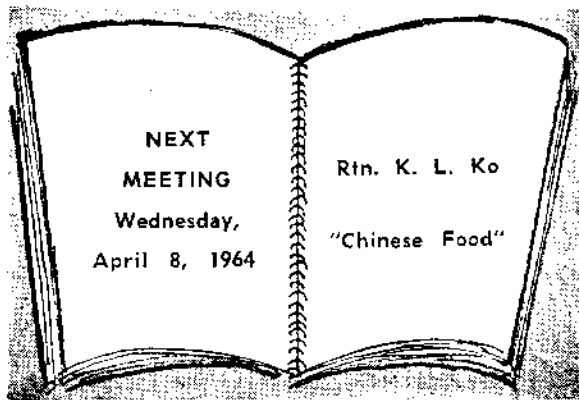 NEXT
MEETING
Wednesday,
April 8, 1964
Rtn. K. L. Ko
"Chinese Food"